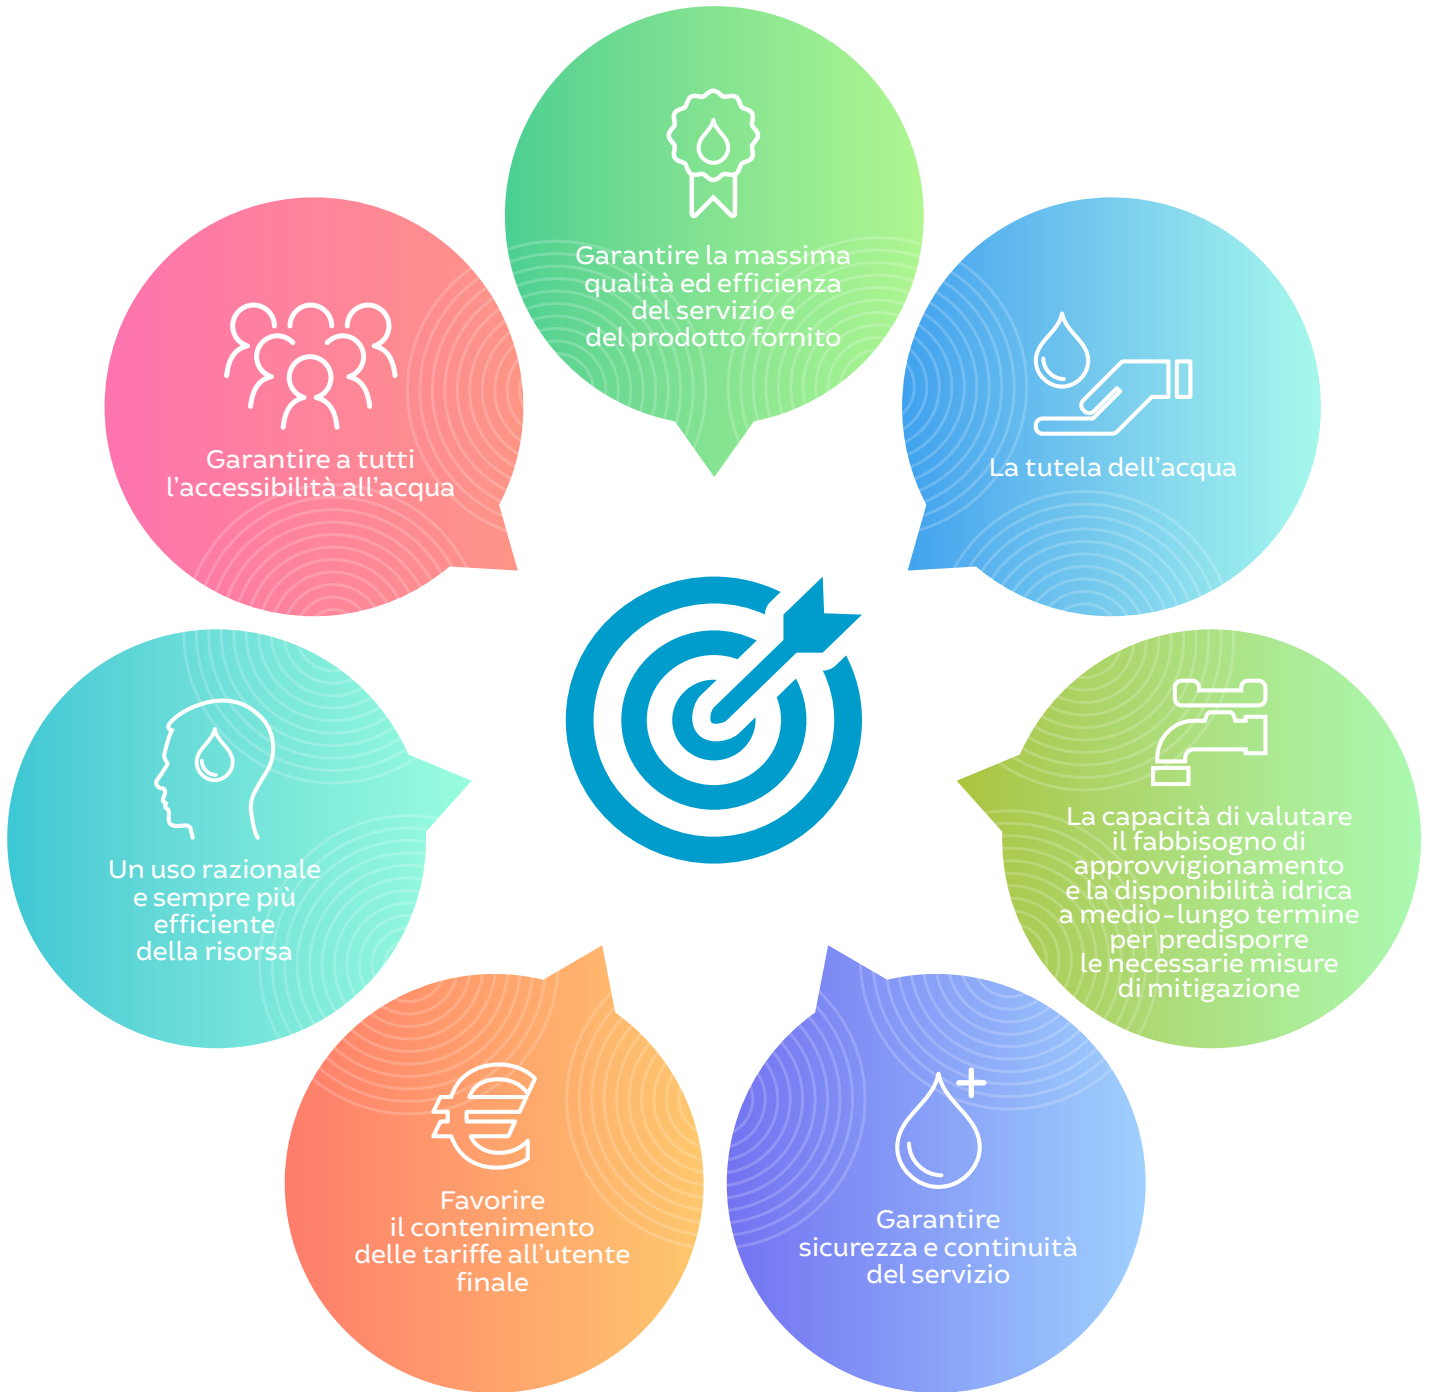 Garantire la massima
qualità ed efficienza
del servizio e
del prodotto fornito
La tutela dell'acqua
La capacità di valutare
il fabbisogno di
approvvigionamento
e la disponibilità idrica
a medio-lungo termine
per predisporre
le necessarie misure
di mitigazione
Garantire
sicurezza e continuità
del servizio
Favorire
il contenimento
delle tariffe all'utente
finale
Un uso razionale
e sempre più
efficiente
della risorsa
Garantire a tutti
l'accessibilità all'acqua